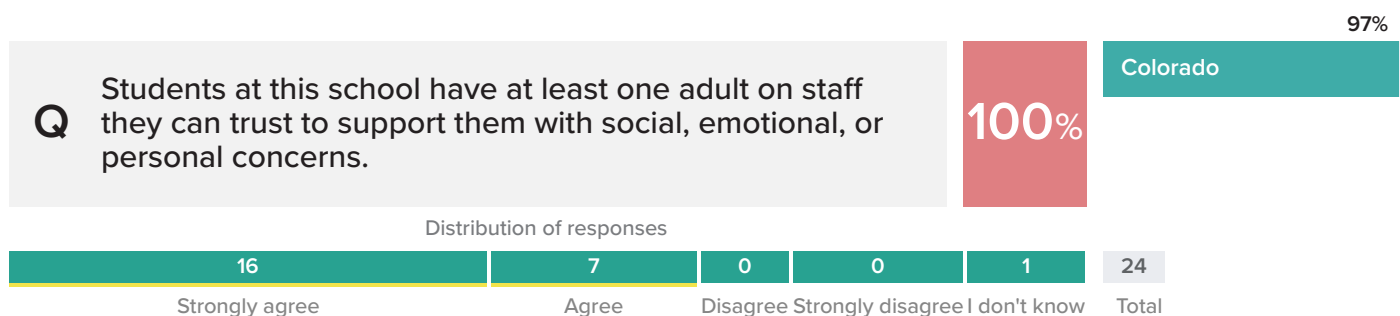 97%
Q
Students at this school have at least one adult on staff
they can trust to support them with social, emotional, or
personal concerns.
100%
Colorado
Distribution of responses
16 7 0 0 1 24
Strongly agree Agree Disagree Strongly disagree I don't know Total